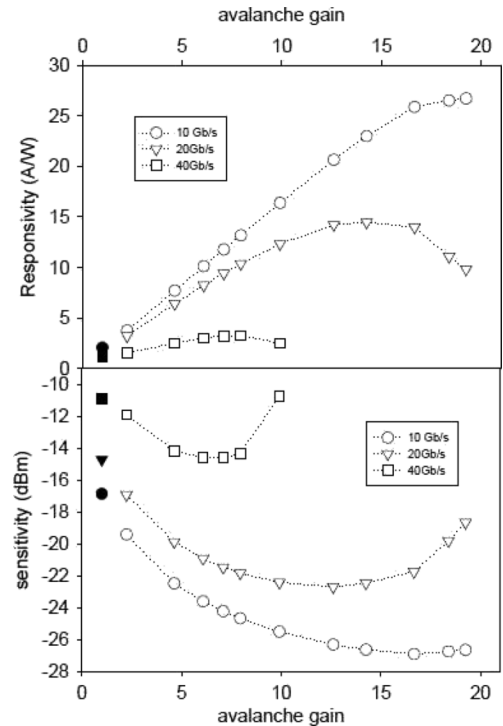 avalanche gain
0 5 10 15 20
30
25
20
15
10
5
0
Responsivity (A/W)
10 Gb/s
20Gb/s
40Gb/s
-10
-12
-14
-16
-18
-20
-22
-24
-26
-28
sensitivity (dBm)
10 Gb/s
20Gb/s
40Gb/s
0 5 10 15 20
avalanche gain